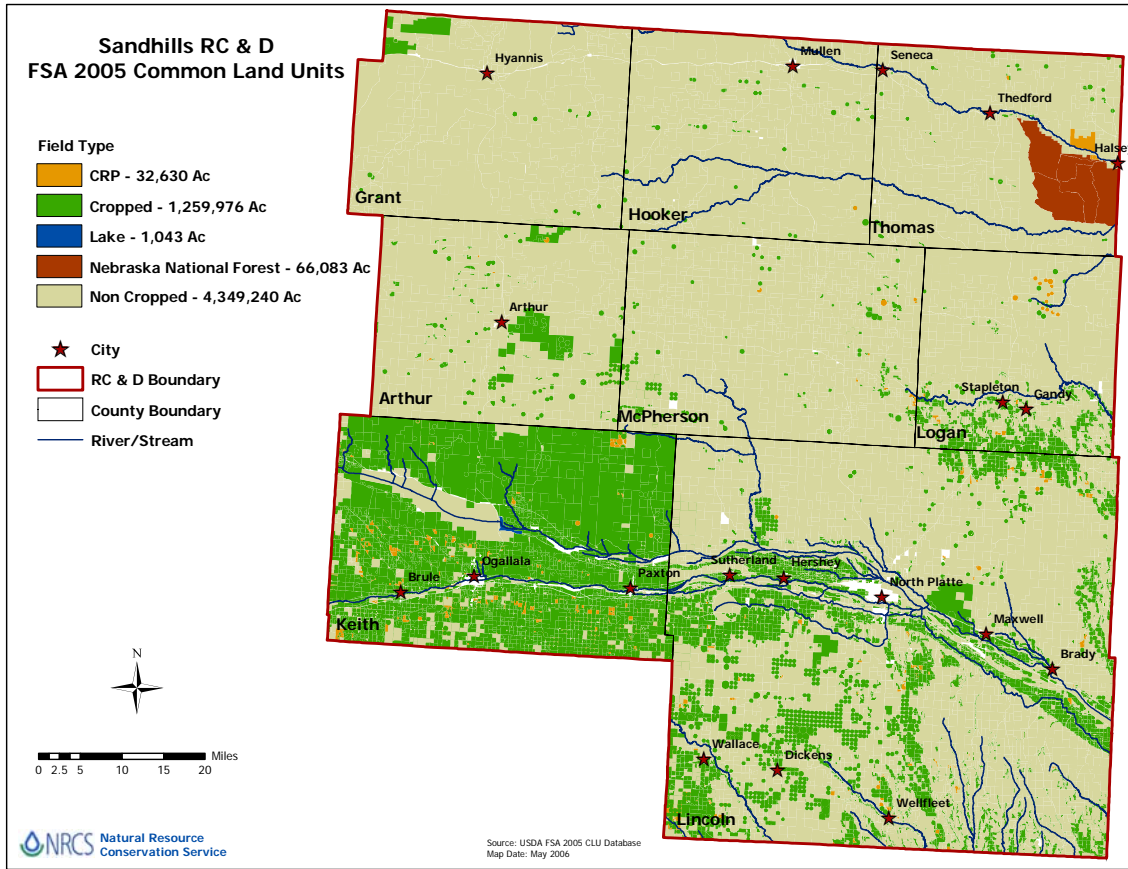 Sandhills RC & D
FSA 2005 Common Land Units
Field Type
CRP - 32,630 Ac
Cropped - 1,259,976 Ac
Lake - 1,043 Ac
Nebraska National Forest - 66,083 Ac
Non Cropped - 4,349,240 Ac
City
RC & D Boundary
County Boundary
River/Stream
N
0 2.5 5 10 15 20 Miles
NRCS Natural Resource
Conservation Service
Source: USDA FSA 2005 CLU Database
Map Date: May 2006
Hyannis
Mullen
Seneca
Thedford
Halsey
Grant
Hooker
Thomas
Arthur
Arthur
McPherson
Stapleton
Gandy
Logan
Ogallala
Brule
Paxton
Keith
Sutherland
Hershey
North Platte
Maxwell
Brady
Wallace
Dickens
Wellfleet
Lincoln